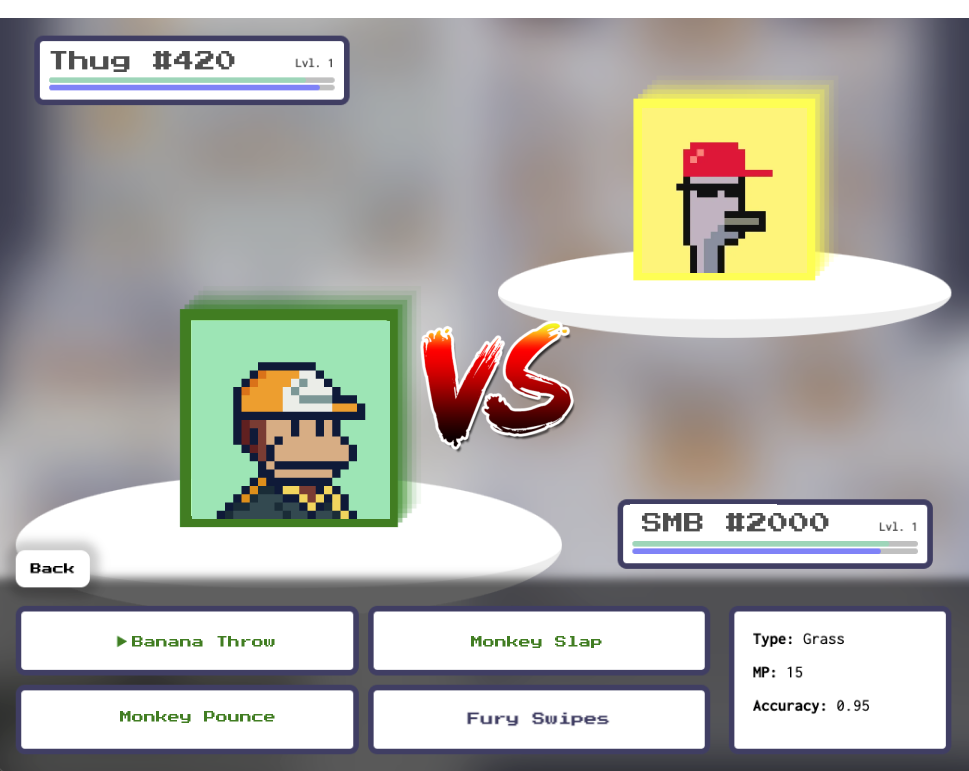 Thug #420
Lvl. 1
VS
SMB #2000
Lvl. 1
Back
▶Banana Throw
Monkey Slap
Monkey Pounce
Fury Swipes
Type: Grass
MP: 15
Accuracy: 0.95